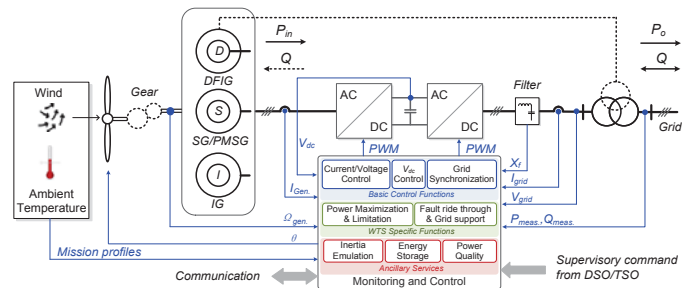 P_in
P_o
D
Q
Q
DFIG
Wind
Gear
AC
AC
Filter
S
DC
DC
SG/PMSG
Grid
V_dc
PWM
PWM
X_f
Current/Voltage
Control
V_dc
Control
Grid
Synchronization
I_grid
I
I_Gen.
Basic Control Functions
V_grid
Ambient
Temperature
IG
Power Maximization
& Limitation
Fault ride through
& Grid support
P_meas., Q_meas.
Ω_gen.
WTS Specific Functions
θ
Inertia
Emulation
Energy
Storage
Power
Quality
Mission profiles
Ancillary Services
Communication
Monitoring and Control
Supervisory command
from DSO/TSO